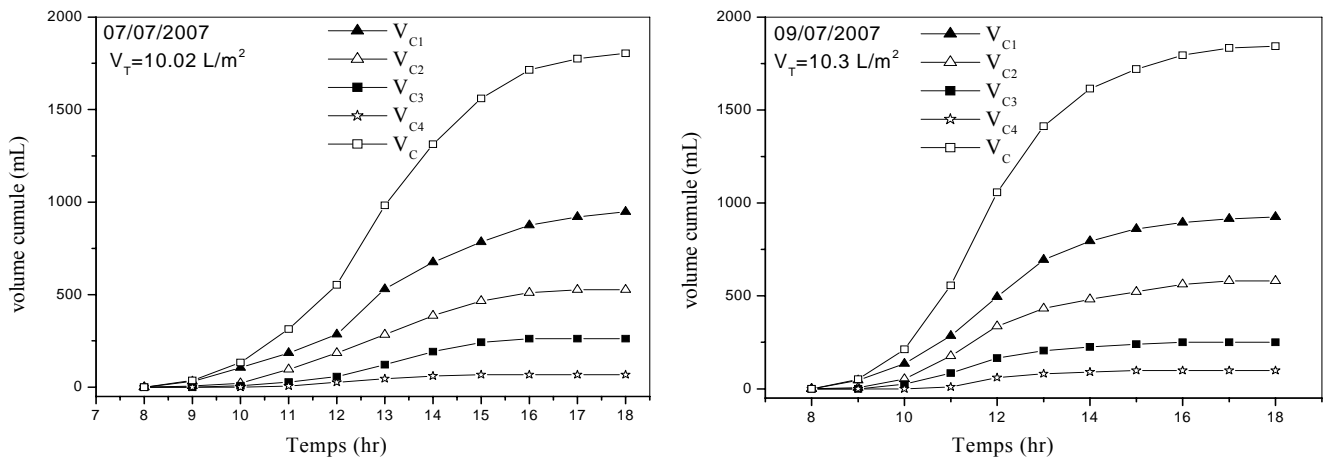 07/07/2007
V_T=10.02 L/m²
V_C1
V_C2
V_C3
V_C4
V_C
2000
1500
1000
500
0
volume cumule (mL)
7 8 9 10 11 12 13 14 15 16 17 18
Temps (hr)
09/07/2007
V_T=10.3 L/m²
V_C1
V_C2
V_C3
V_C4
V_C
2000
1500
1000
500
0
volume cumule (mL)
8 10 12 14 16 18
Temps (hr)